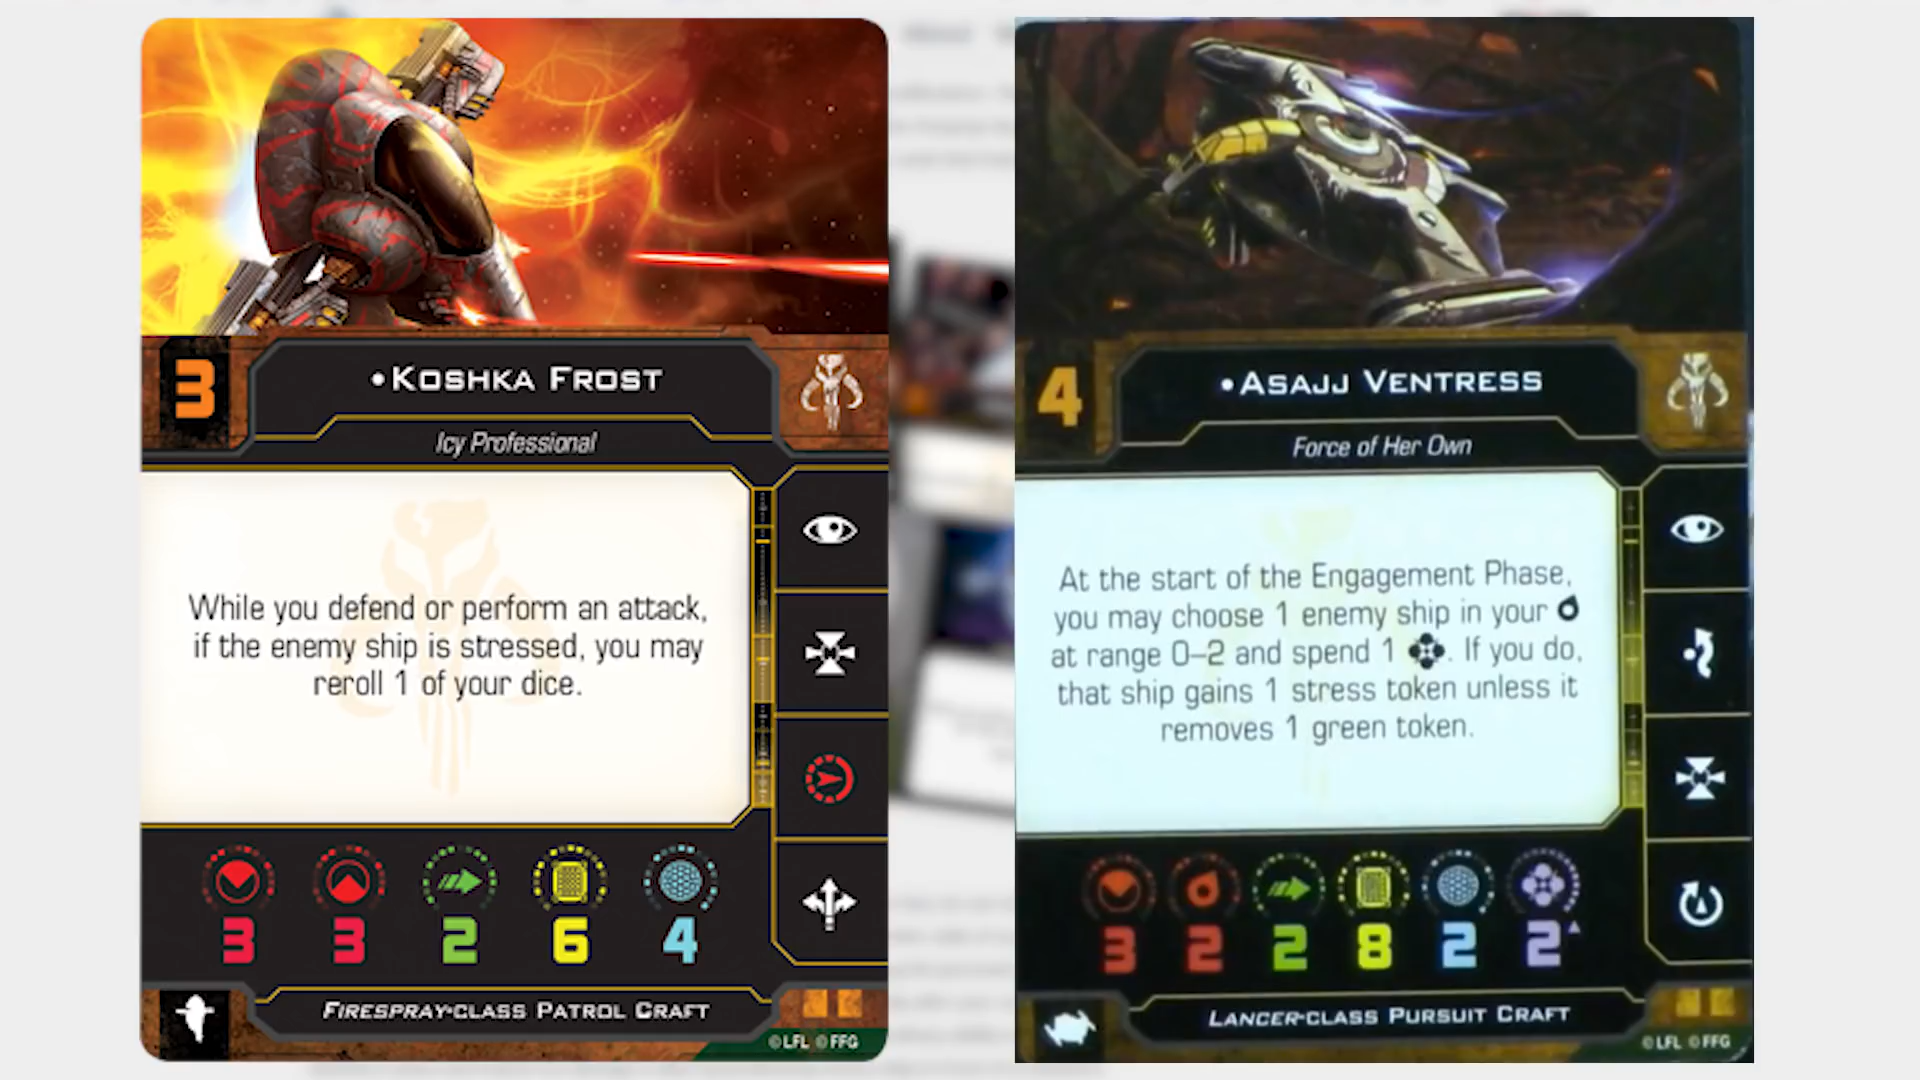 3
•Koshka Frost
Icy Professional
While you defend or perform an attack,
if the enemy ship is stressed, you may
reroll 1 of your dice.
3 3 2 6 4
Firespray-class Patrol Craft
©LFL ©FFG
4
•Asajj Ventress
Force of Her Own
At the start of the Engagement Phase,
you may choose 1 enemy ship in your
at range 0–2 and spend 1 . If you do,
that ship gains 1 stress token unless it
removes 1 green token.
3 2 2 8 2 2
Lancer-class Pursuit Craft
©LFL ©FFG